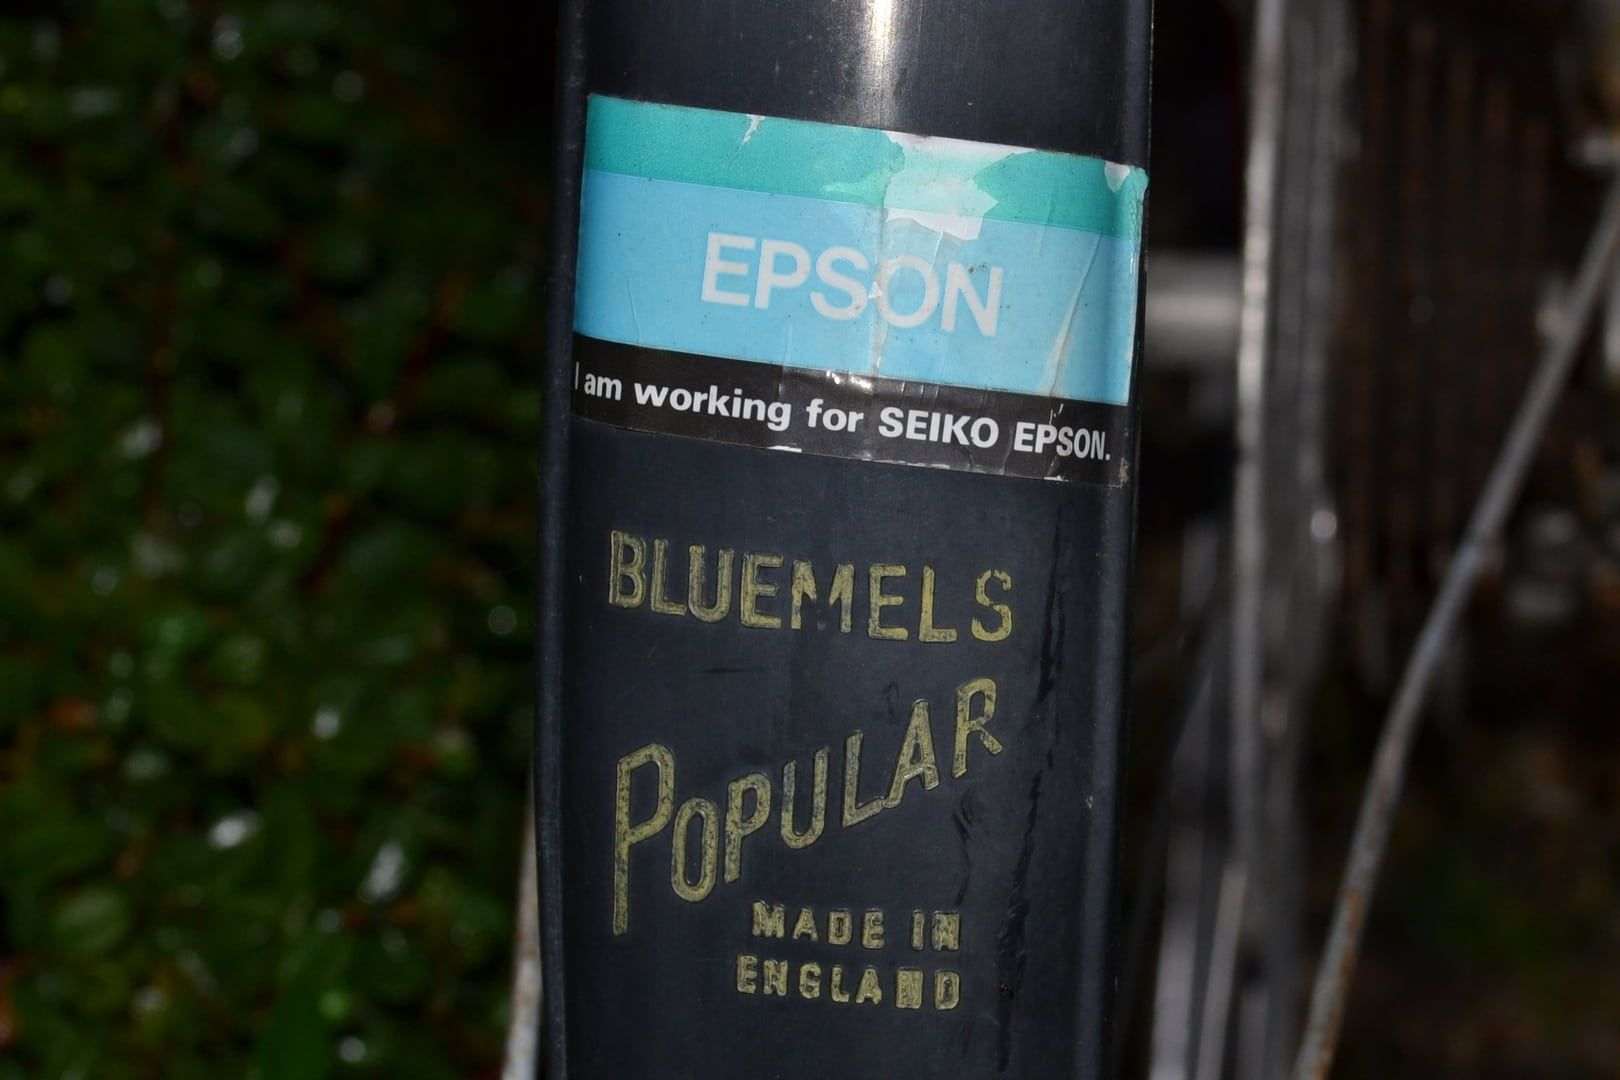 EPSON
I am working for SEIKO EPSON.
BLUEMELS
POPULAR
MADE IN
ENGLAND